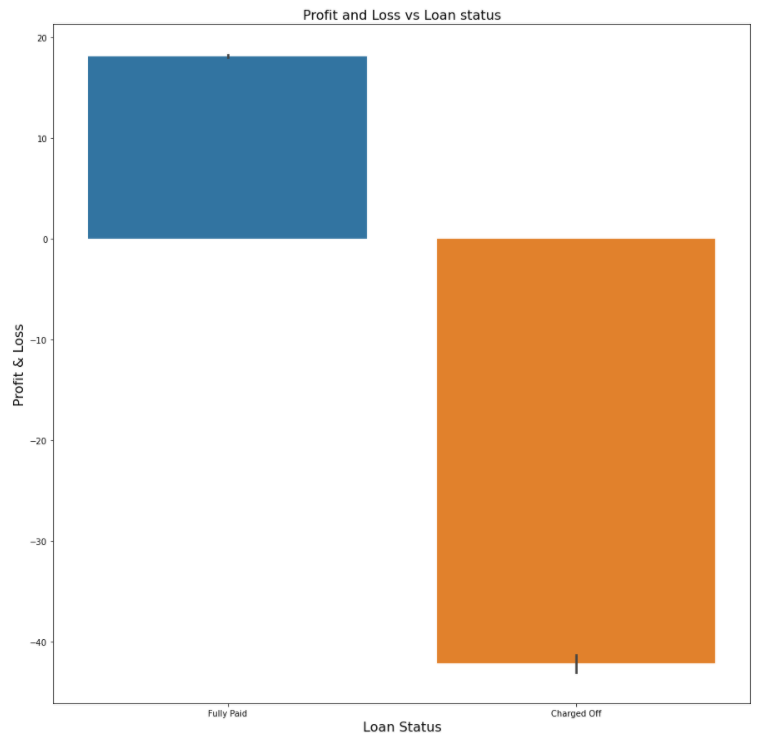 Profit and Loss vs Loan status
20
10
0
−10
−20
−30
−40
Profit & Loss
Fully Paid
Charged Off
Loan Status